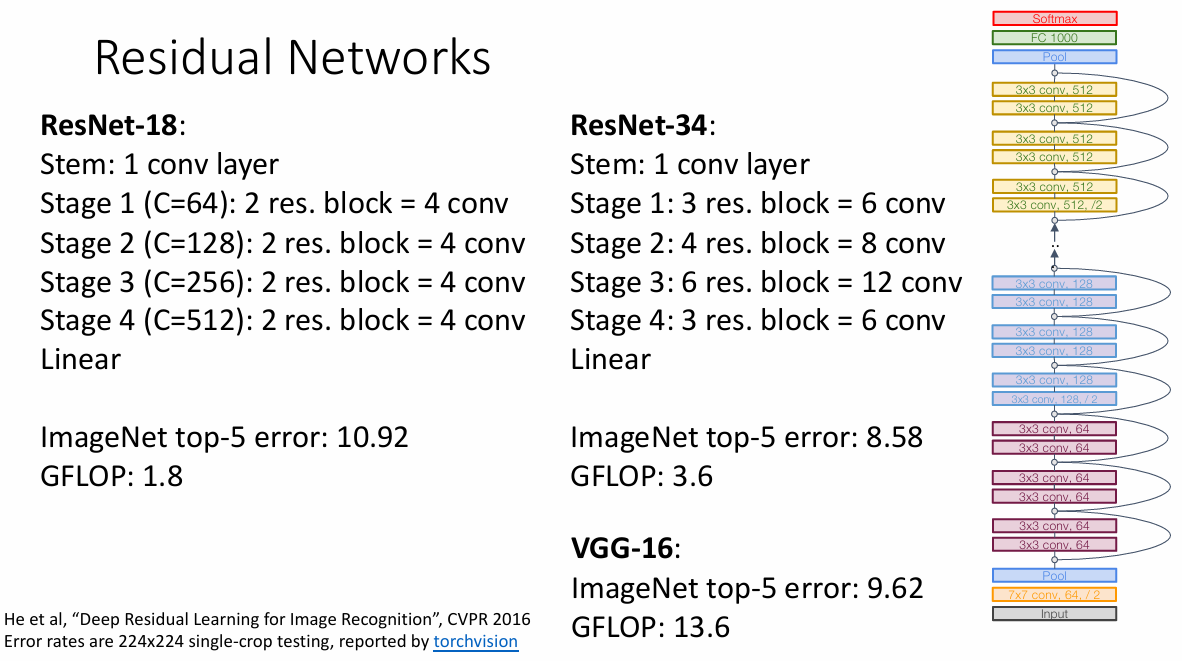 Residual Networks
ResNet-18:
Stem: 1 conv layer
Stage 1 (C=64): 2 res. block = 4 conv
Stage 2 (C=128): 2 res. block = 4 conv
Stage 3 (C=256): 2 res. block = 4 conv
Stage 4 (C=512): 2 res. block = 4 conv
Linear
ImageNet top-5 error: 10.92
GFLOP: 1.8
ResNet-34:
Stem: 1 conv layer
Stage 1: 3 res. block = 6 conv
Stage 2: 4 res. block = 8 conv
Stage 3: 6 res. block = 12 conv
Stage 4: 3 res. block = 6 conv
Linear
ImageNet top-5 error: 8.58
GFLOP: 3.6
VGG-16:
ImageNet top-5 error: 9.62
GFLOP: 13.6
He et al, “Deep Residual Learning for Image Recognition”, CVPR 2016
Error rates are 224x224 single-crop testing, reported by torchvision
Softmax
FC 1000
Pool
3x3 conv, 512
3x3 conv, 512
3x3 conv, 512
3x3 conv, 512
3x3 conv, 512
3x3 conv, 512, /2
..
3x3 conv, 128
3x3 conv, 128
3x3 conv, 128
3x3 conv, 128
3x3 conv, 128
3x3 conv, 128, / 2
3x3 conv, 64
3x3 conv, 64
3x3 conv, 64
3x3 conv, 64
3x3 conv, 64
3x3 conv, 64
Pool
7x7 conv, 64, / 2
Input